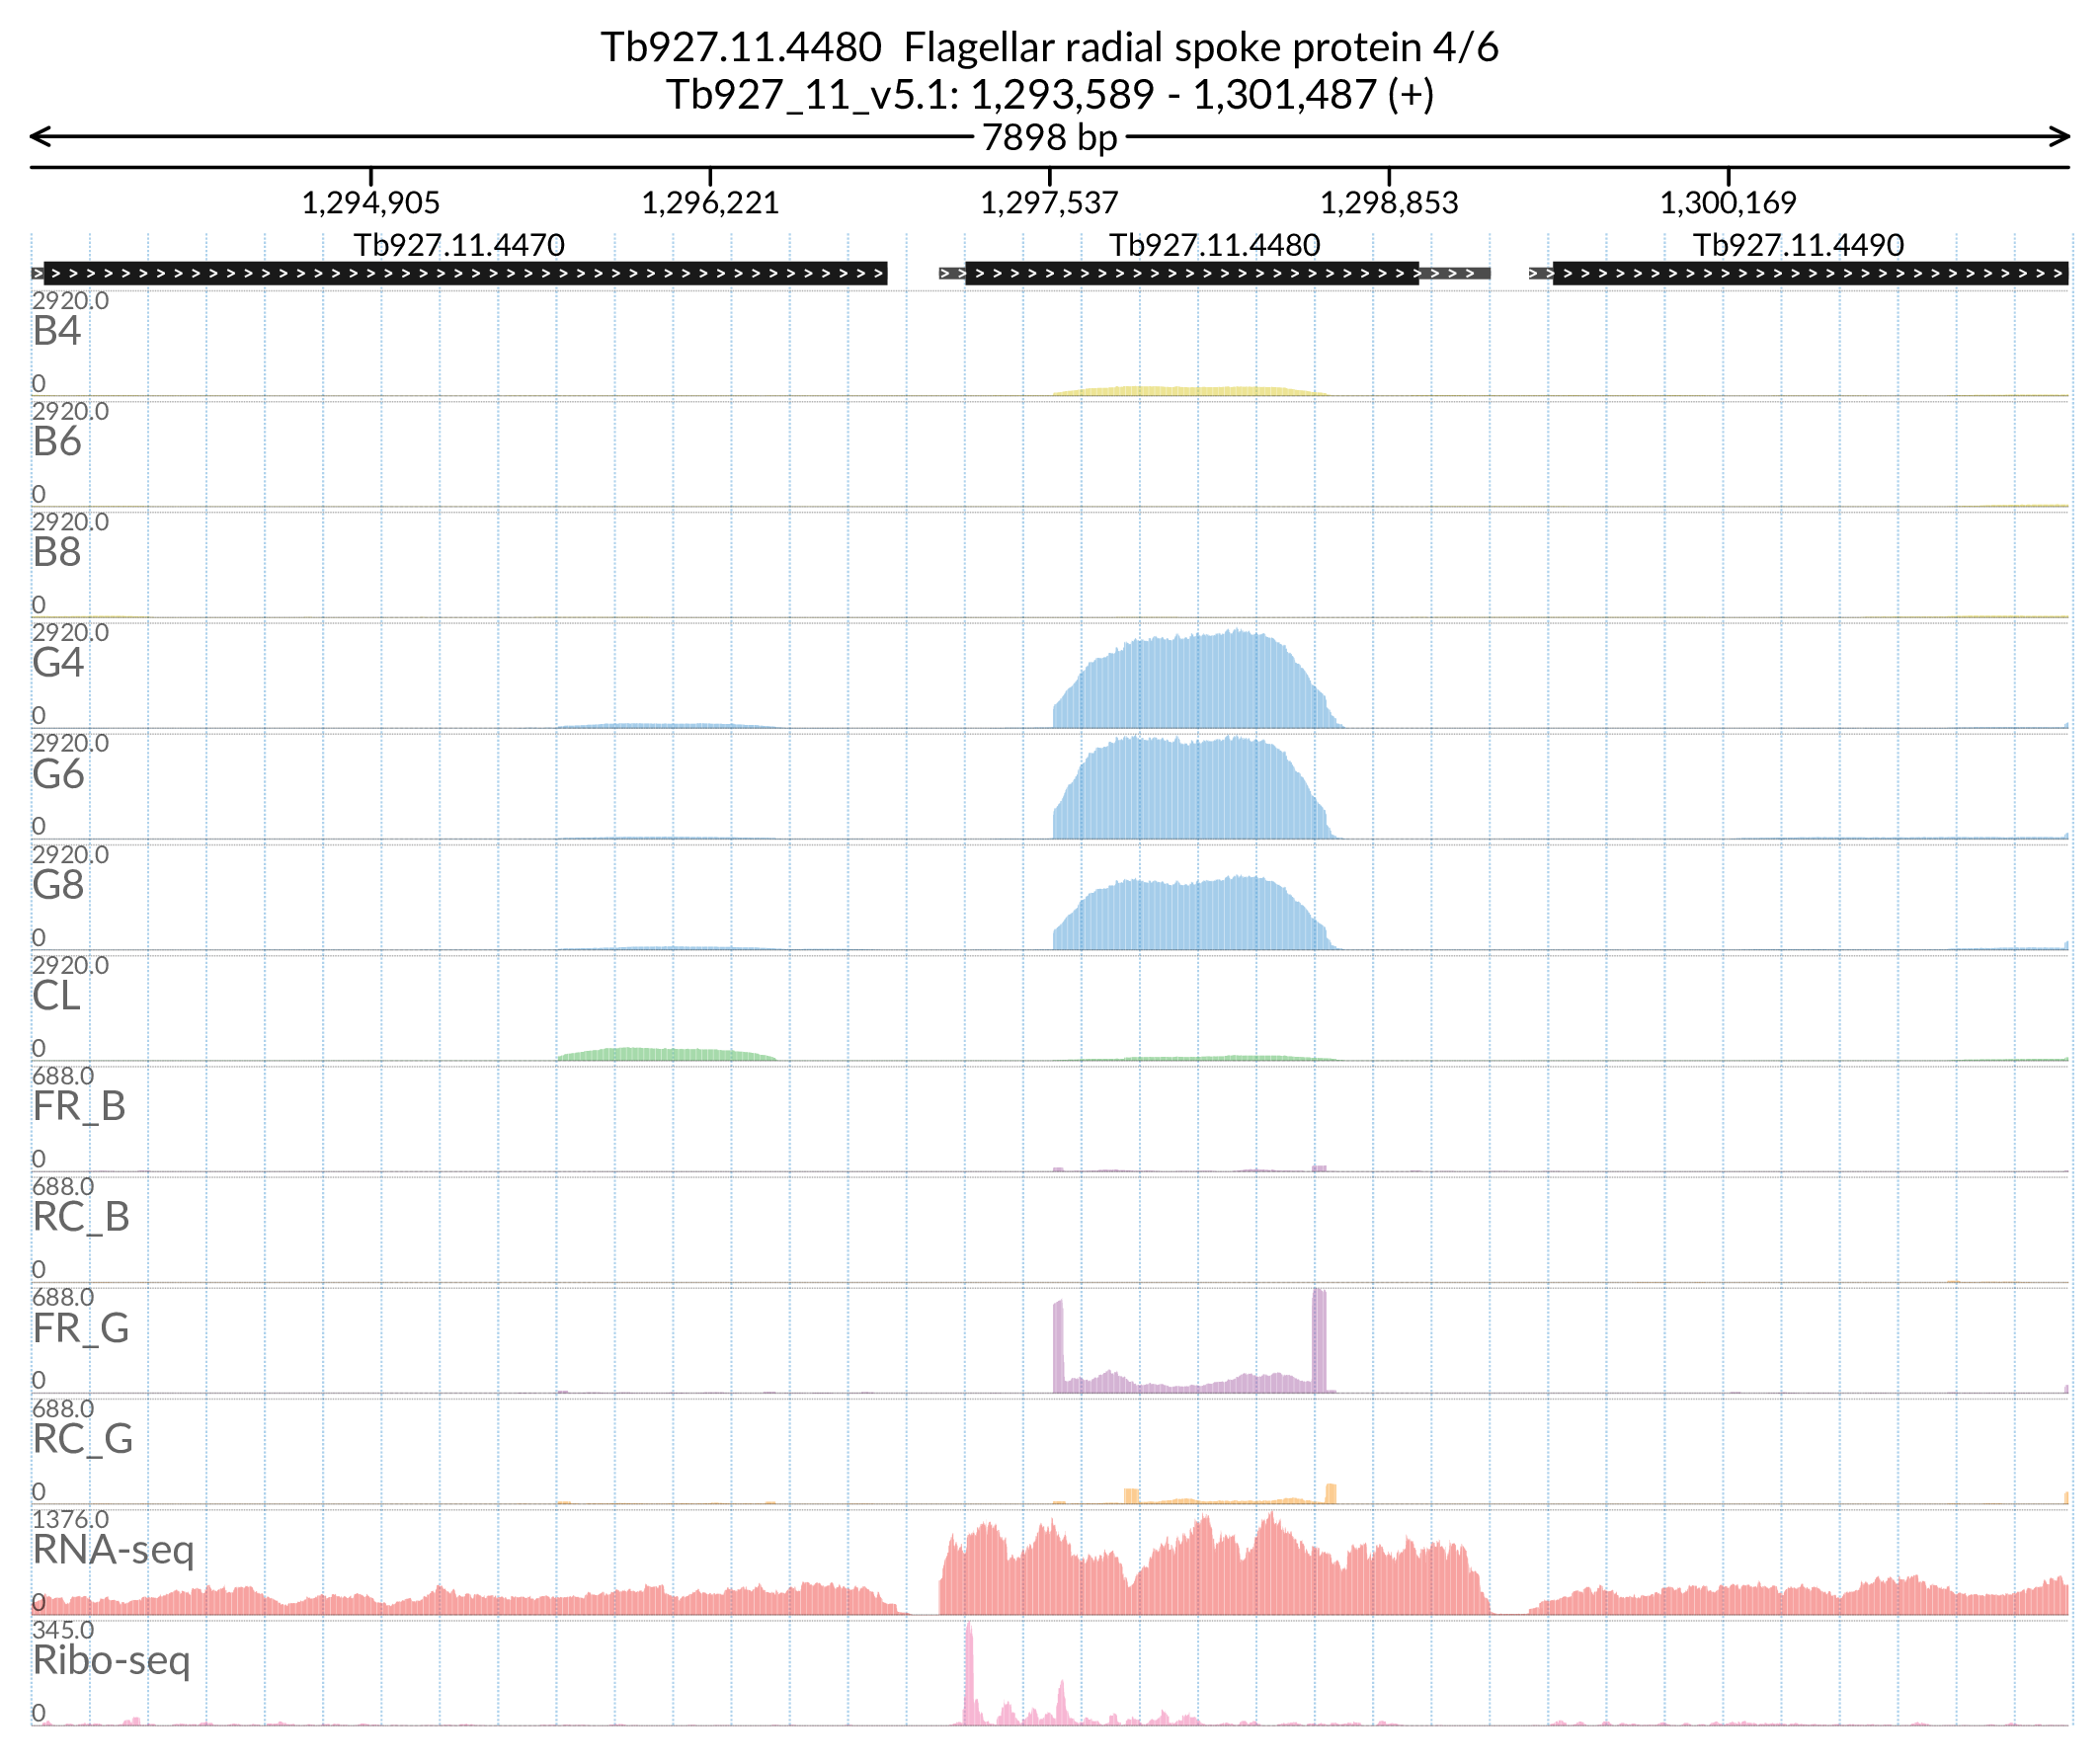 Tb927.11.4480 Flagellar radial spoke protein 4/6
Tb927_11_v5.1: 1,293,589 - 1,301,487 (+)
7898 bp
1,294,905 1,296,221 1,297,537 1,298,853 1,300,169
Tb927.11.4470 Tb927.11.4480 Tb927.11.4490
2920.0
B4
0
2920.0
B6
0
2920.0
B8
0
2920.0
G4
0
2920.0
G6
0
2920.0
G8
0
2920.0
CL
0
688.0
FR_B
0
688.0
RC_B
0
688.0
FR_G
0
688.0
RC_G
0
1376.0
RNA-seq
0
345.0
Ribo-seq
0